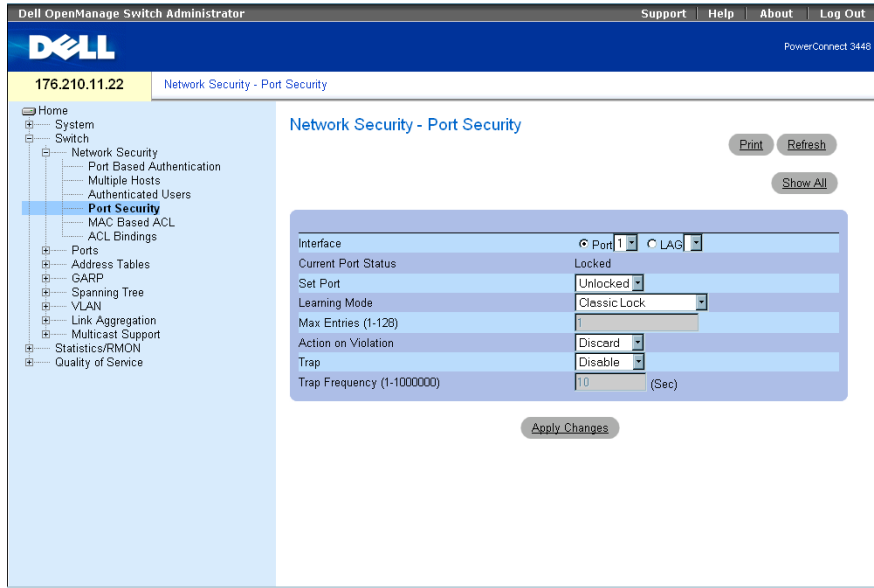 Dell OpenManage Switch Administrator
Support Help About Log Out
DELL
PowerConnect 3448
176.210.11.22
Network Security - Port Security
Home
System
Switch
Network Security
Port Based Authentication
Multiple Hosts
Authenticated Users
Port Security
MAC Based ACL
ACL Bindings
Ports
Address Tables
GARP
Spanning Tree
VLAN
Link Aggregation
Multicast Support
Statistics/RMON
Quality of Service
Network Security - Port Security
Print Refresh
Show All
Interface Port 1 LAG
Current Port Status Locked
Set Port Unlocked
Learning Mode Classic Lock
Max Entries (1-128) 1
Action on Violation Discard
Trap Disable
Trap Frequency (1-1000000) 10 (Sec)
Apply Changes